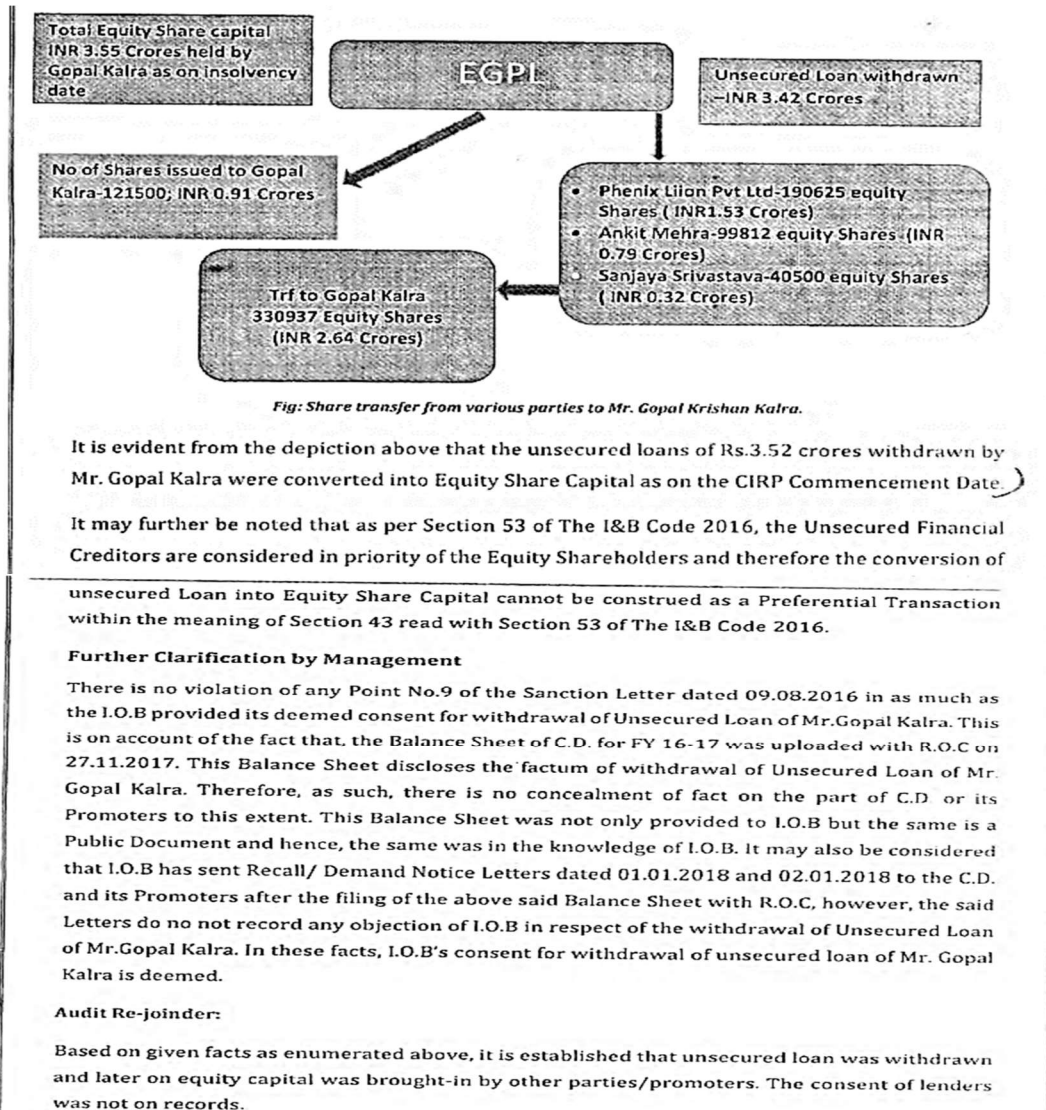 Total Equity Share capital
INR 3.55 Crores held by
Gopal Kalra as on insolvency
date
EGPL
Unsecured Loan withdrawn
–INR 3.42 Crores
No of Shares issued to Gopal
Kalra-121500; INR 0.91 Crores
• Phenix Liion Pvt Ltd-190625 equity
Shares ( INR1.53 Crores)
• Ankit Mehra-99812 equity Shares (INR
0.79 Crores)
Sanjaya Srivastava-40500 equity Shares
( INR 0.32 Crores)
Trf to Gopal Kalra
330937 Equity Shares
(INR 2.64 Crores)
Fig: Share transfer from various parties to Mr. Gopal Krishan Kalra.
It is evident from the depiction above that the unsecured loans of Rs.3.52 crores withdrawn by
Mr. Gopal Kalra were converted into Equity Share Capital as on the CIRP Commencement Date.
It may further be noted that as per Section 53 of The I&B Code 2016, the Unsecured Financial
Creditors are considered in priority of the Equity Shareholders and therefore the conversion of
unsecured Loan into Equity Share Capital cannot be construed as a Preferential Transaction
within the meaning of Section 43 read with Section 53 of The I&B Code 2016.
Further Clarification by Management
There is no violation of any Point No.9 of the Sanction Letter dated 09.08.2016 in as much as
the I.O.B provided its deemed consent for withdrawal of Unsecured Loan of Mr.Gopal Kalra. This
is on account of the fact that, the Balance Sheet of C.D. for FY 16-17 was uploaded with R.O.C on
27.11.2017. This Balance Sheet discloses the factum of withdrawal of Unsecured Loan of Mr.
Gopal Kalra. Therefore, as such, there is no concealment of fact on the part of C.D. or its
Promoters to this extent. This Balance Sheet was not only provided to I.O.B but the same is a
Public Document and hence, the same was in the knowledge of I.O.B. It may also be considered
that I.O.B has sent Recall/ Demand Notice Letters dated 01.01.2018 and 02.01.2018 to the C.D.
and its Promoters after the filing of the above said Balance Sheet with R.O.C, however, the said
Letters do no not record any objection of I.O.B in respect of the withdrawal of Unsecured Loan
of Mr.Gopal Kalra. In these facts, I.O.B's consent for withdrawal of unsecured loan of Mr. Gopal
Kalra is deemed.
Audit Re-joinder:
Based on given facts as enumerated above, it is established that unsecured loan was withdrawn
and later on equity capital was brought-in by other parties/promoters. The consent of lenders
was not on records.